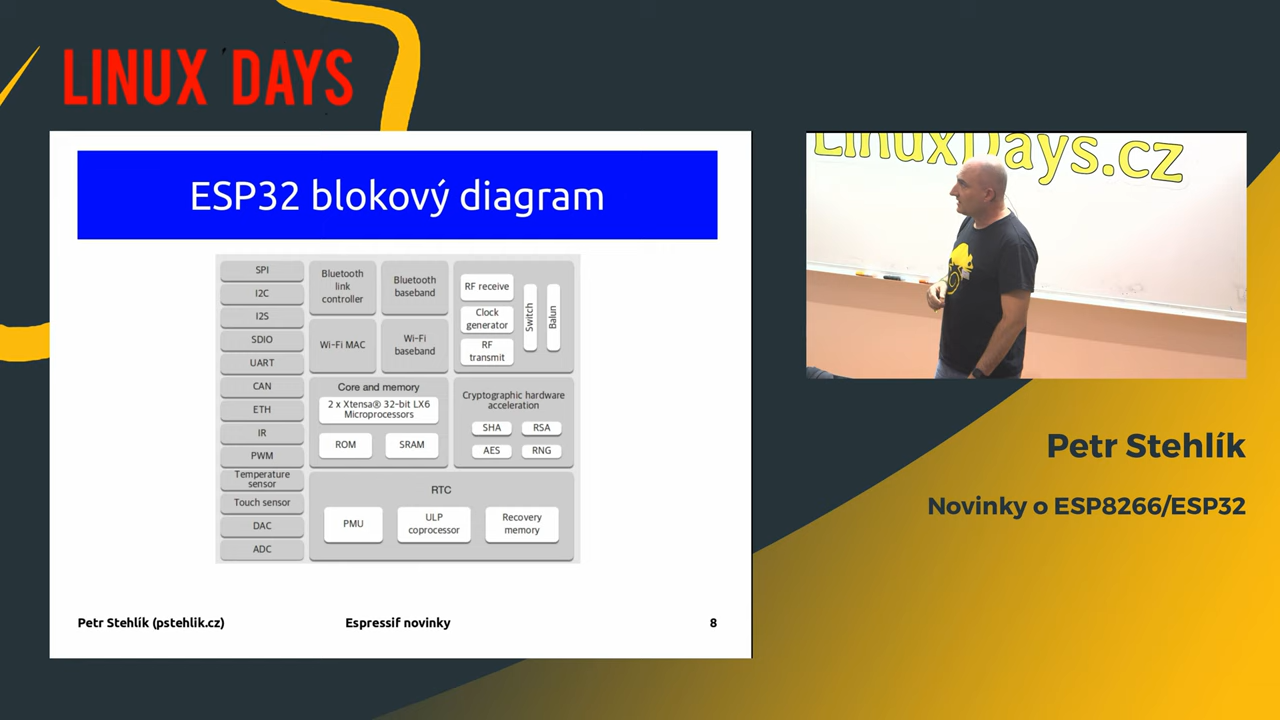 LINUX DAYS
ESP32 blokový diagram
SPI
I2C
I2S
SDIO
UART
CAN
ETH
IR
PWM
Temperature
sensor
Touch sensor
DAC
ADC
Bluetooth
link
controller
Bluetooth
baseband
Wi-Fi MAC
Wi-Fi
baseband
RF receive
Clock
generator
RF
transmit
Switch
Balun
Core and memory
2 x Xtensa® 32-bit LX6
Microprocessors
ROM
SRAM
Cryptographic hardware
acceleration
SHA
RSA
AES
RNG
RTC
PMU
ULP
coprocessor
Recovery
memory
Petr Stehlík (pstehlik.cz)
Espressif novinky
8
LinuxDays.cz
Petr Stehlík
Novinky o ESP8266/ESP32